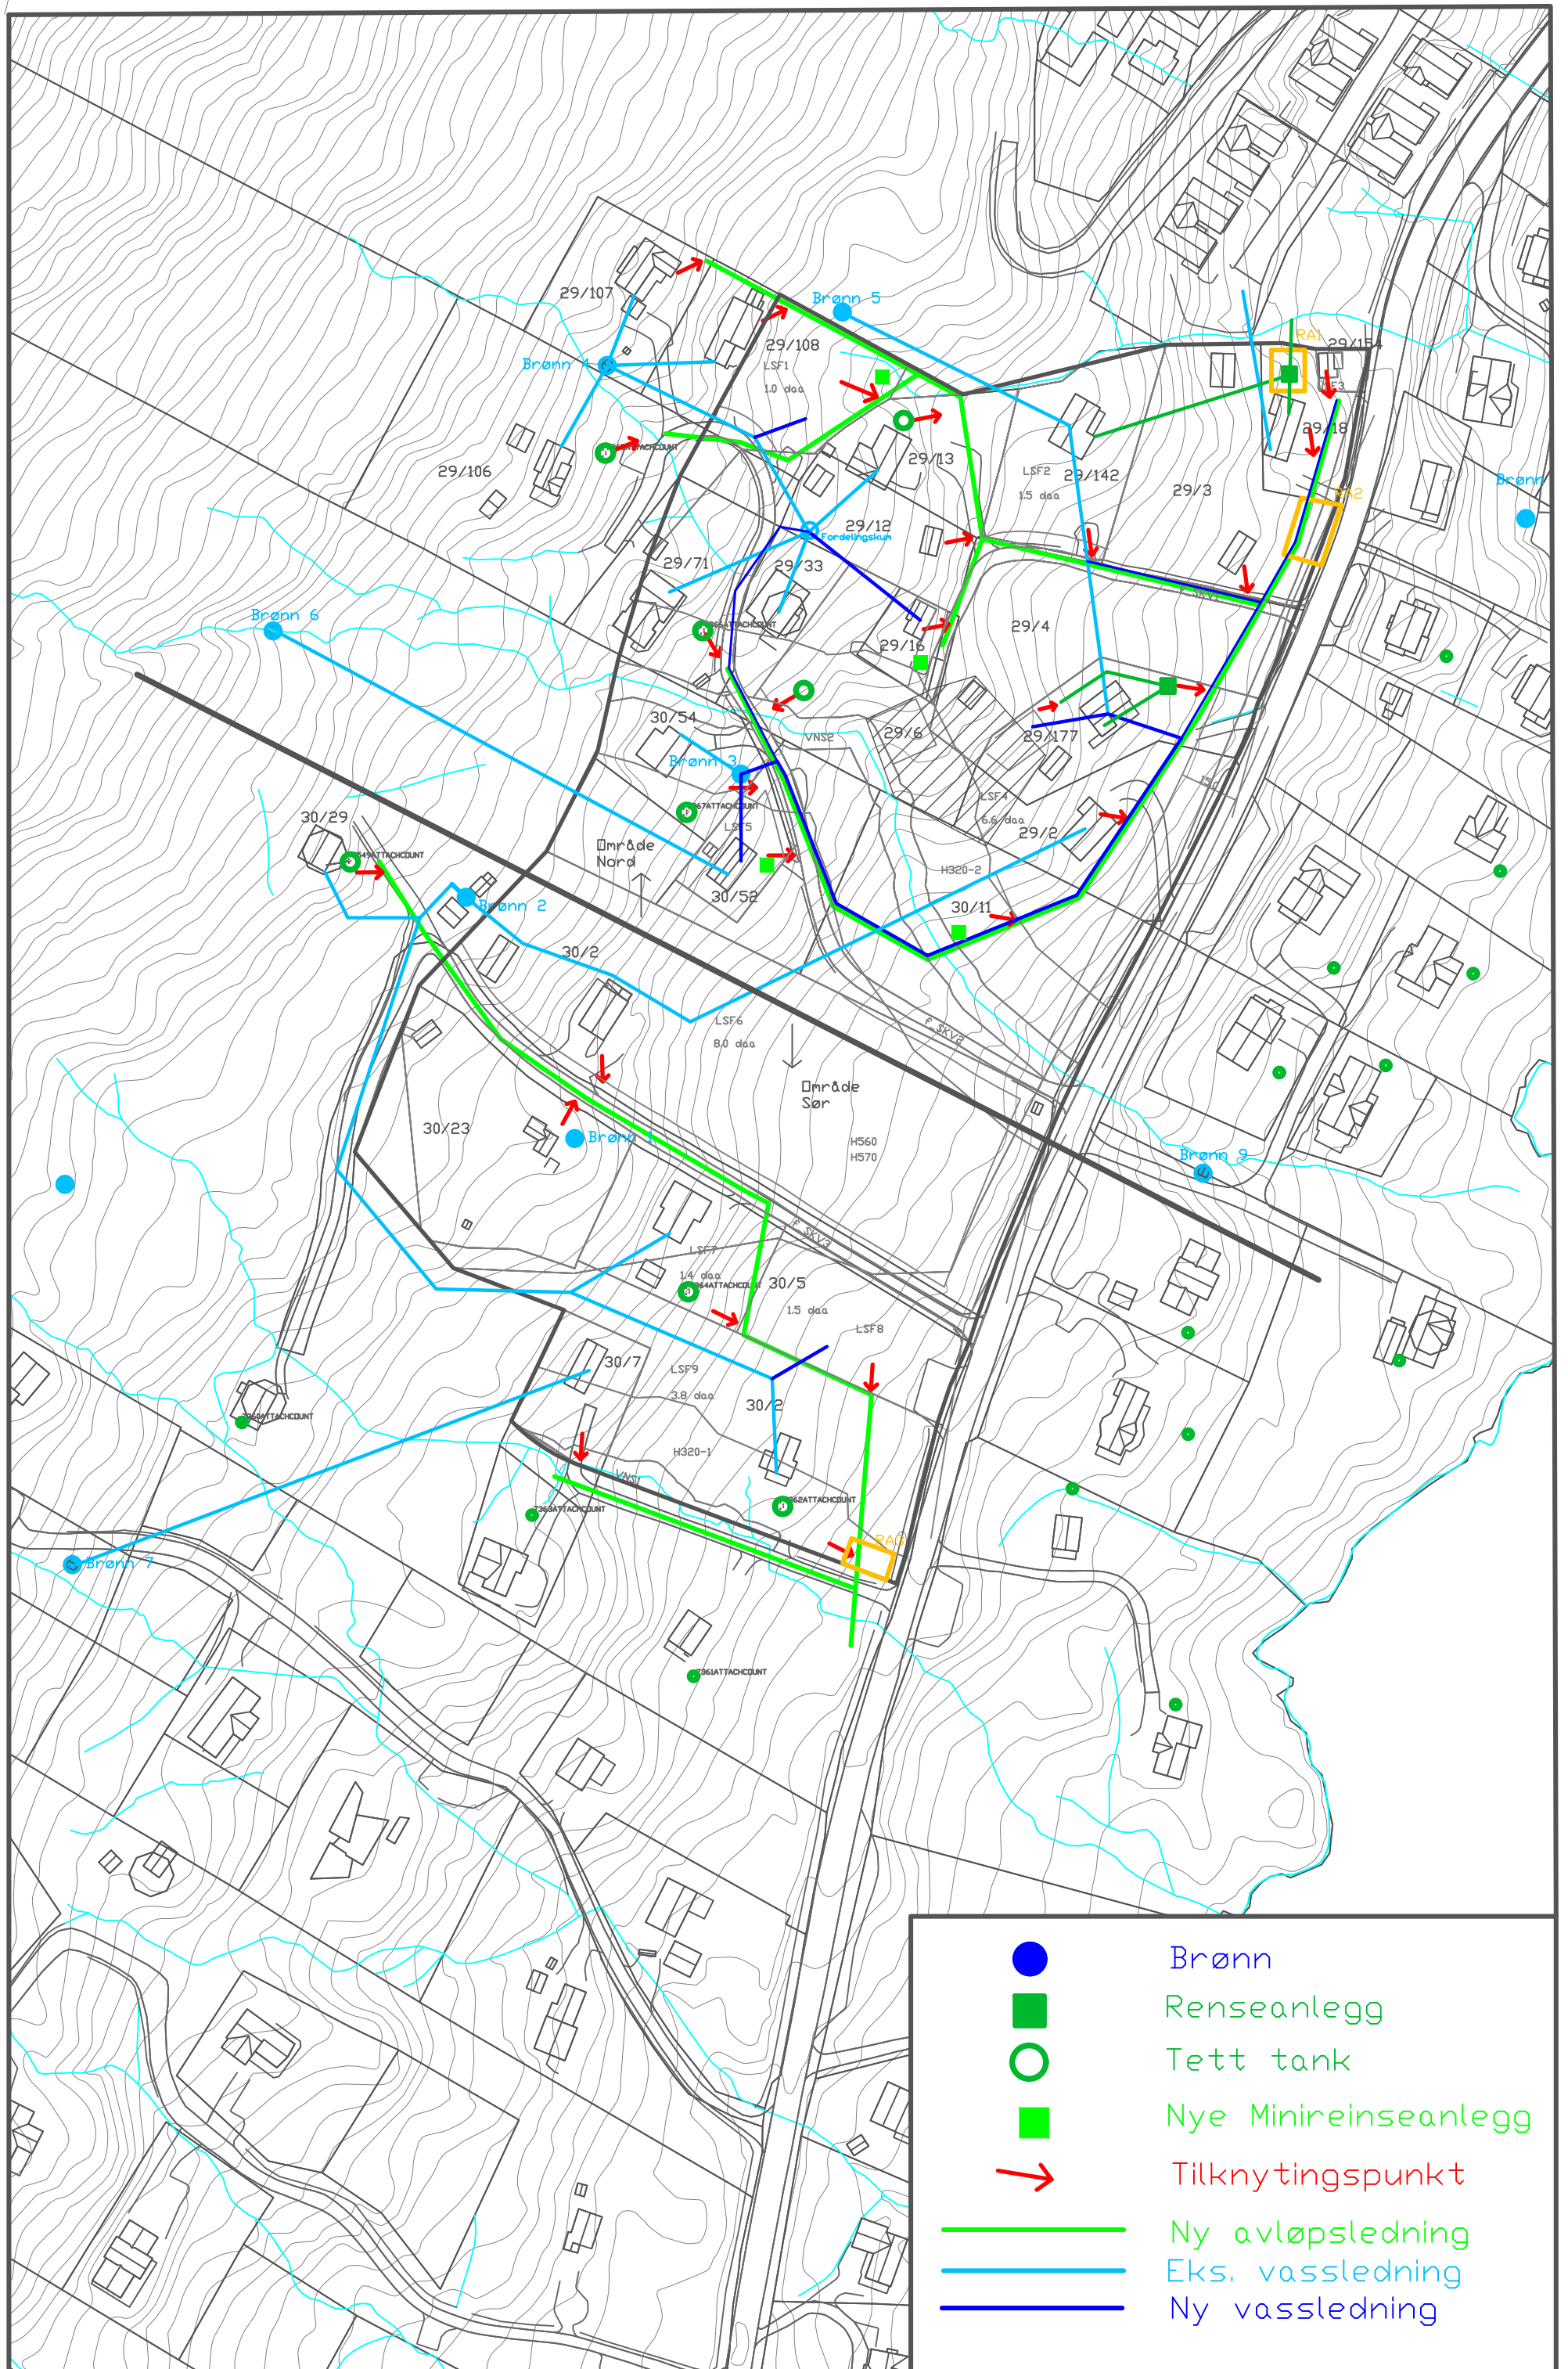 Brønn 5
29/107
RA1
29/154
29/108
Brønn 4
LSF1
1.0 daa
29/18
29/13
29/106
LSF2
29/142
1.5 daa
29/3
RA2
Brønn
29/12
Fordelingskum
29/71
29/33
Brønn 6
29/4
29/16
30/54
VNS2
29/6
29/177
Brønn 3
LSF4
6.6 daa
LSF5
29/2
30/29
Område
Nord
H320-2
30/52
30/11
Brønn 2
30/2
LSF6
8.0 daa
f_SKV2
Område
Sør
30/23
Brønn 1
H560
H570
Brønn 9
f_SKV3
LSF7
1.4 daa
30/5
1.5 daa
LSF8
30/7
LSF9
3.8 daa
30/2
H320-1
7363ATTACHCOUNT
RA3
Brønn 7
7361ATTACHCOUNT
Brønn
Renseanlegg
Tett tank
Nye Minireinseanlegg
Tilknytingspunkt
Ny avløpsledning
Eks. vassledning
Ny vassledning